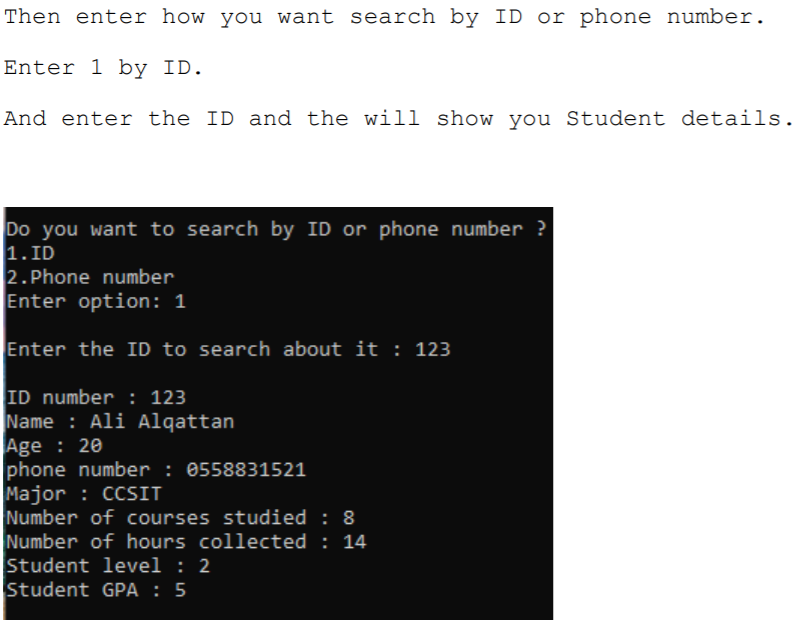 Then enter how you want search by ID or phone number.
Enter 1 by ID.
And enter the ID and the will show you Student details.
Do you want to search by ID or phone number ?
1.ID
2.Phone number
Enter option: 1
Enter the ID to search about it : 123
ID number : 123
Name : Ali Alqattan
Age : 20
phone number : 0558831521
Major : CCSIT
Number of courses studied : 8
Number of hours collected : 14
Student level : 2
Student GPA : 5